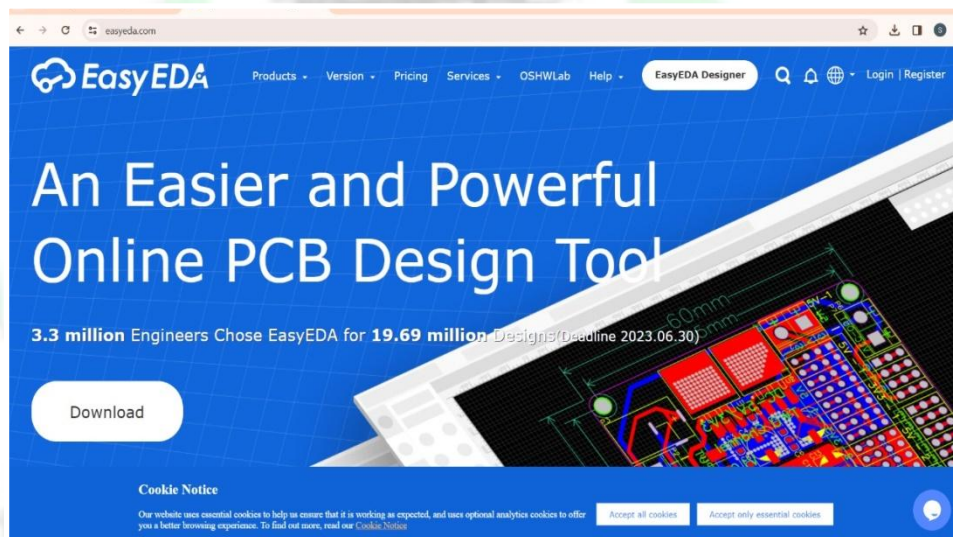 easyeda.com
S
EasyEDA
Products Version Pricing Services OSHWLab Help EasyEDA Designer Login | Register
An Easier and Powerful
Online PCB Design Tool
3.3 million Engineers Chose EasyEDA for 19.69 million Designs(Deadline 2023.06.30)
60mm
Download
Cookie Notice
Our website uses essential cookies to help us ensure that it is working as expected, and uses optional analytics cookies to offer
you a better browsing experience. To find out more, read our Cookie Notice
Accept all cookies
Accept only essential cookies